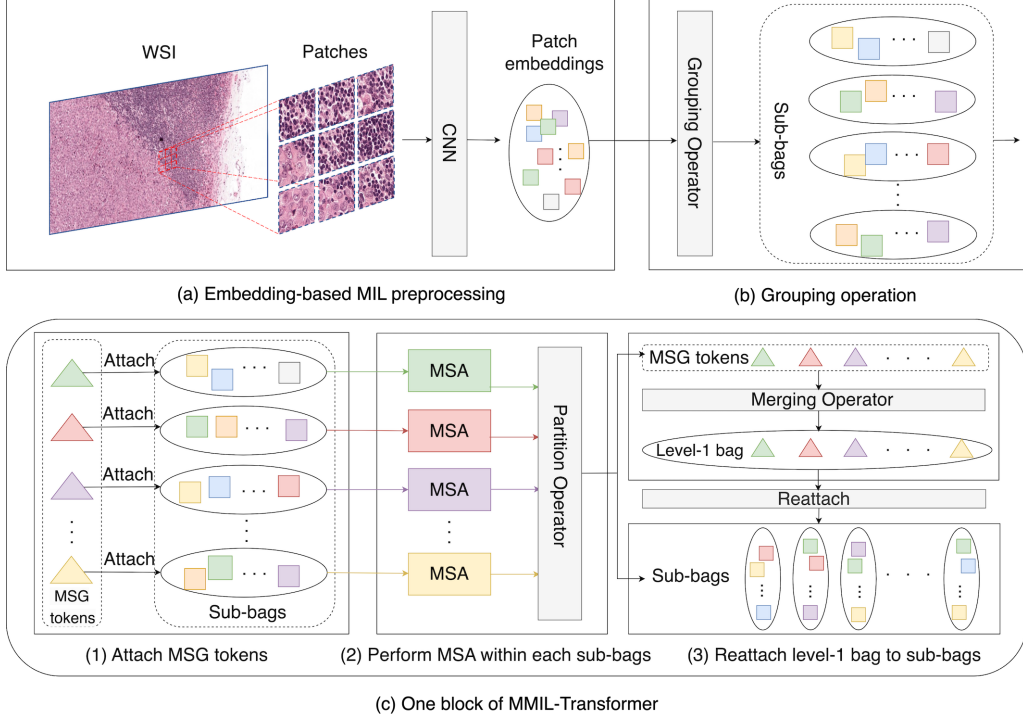 WSI
Patches
Patch
embeddings
CNN
Grouping Operator
Sub-bags
(a) Embedding-based MIL preprocessing
(b) Grouping operation
Attach
Attach
Attach
Attach
MSG
tokens
Sub-bags
(1) Attach MSG tokens
MSA
MSA
MSA
MSA
Partition Operator
(2) Perform MSA within each sub-bags
MSG tokens
Merging Operator
Level-1 bag
Reattach
Sub-bags
(3) Reattach level-1 bag to sub-bags
(c) One block of MMIL-Transformer